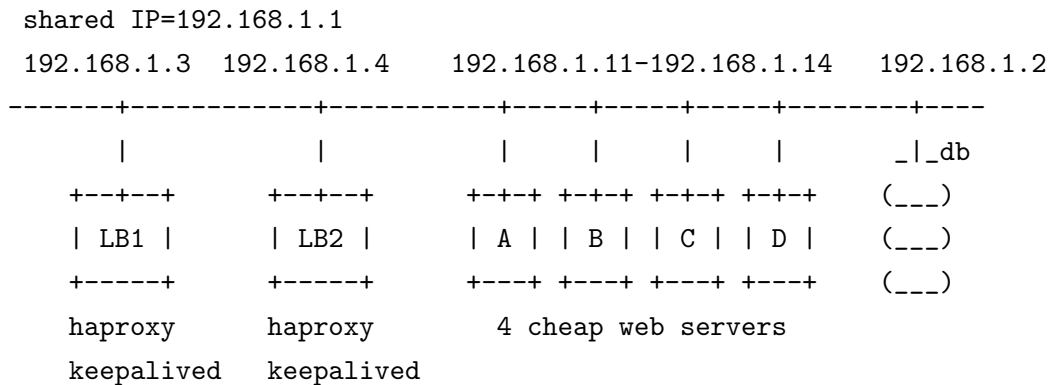 shared IP=192.168.1.1
192.168.1.3  192.168.1.4    192.168.1.11-192.168.1.14   192.168.1.2
-------+------------+-----------+-----+-----+-----+--------+----
       |            |           |     |     |     |       _|_db
    +--+--+      +--+--+      +-+-+ +-+-+ +-+-+ +-+-+    (___)
    | LB1 |      | LB2 |      | A | | B | | C | | D |    (___)
    +-----+      +-----+      +---+ +---+ +---+ +---+    (___)
    haproxy      haproxy        4 cheap web servers
    keepalived   keepalived